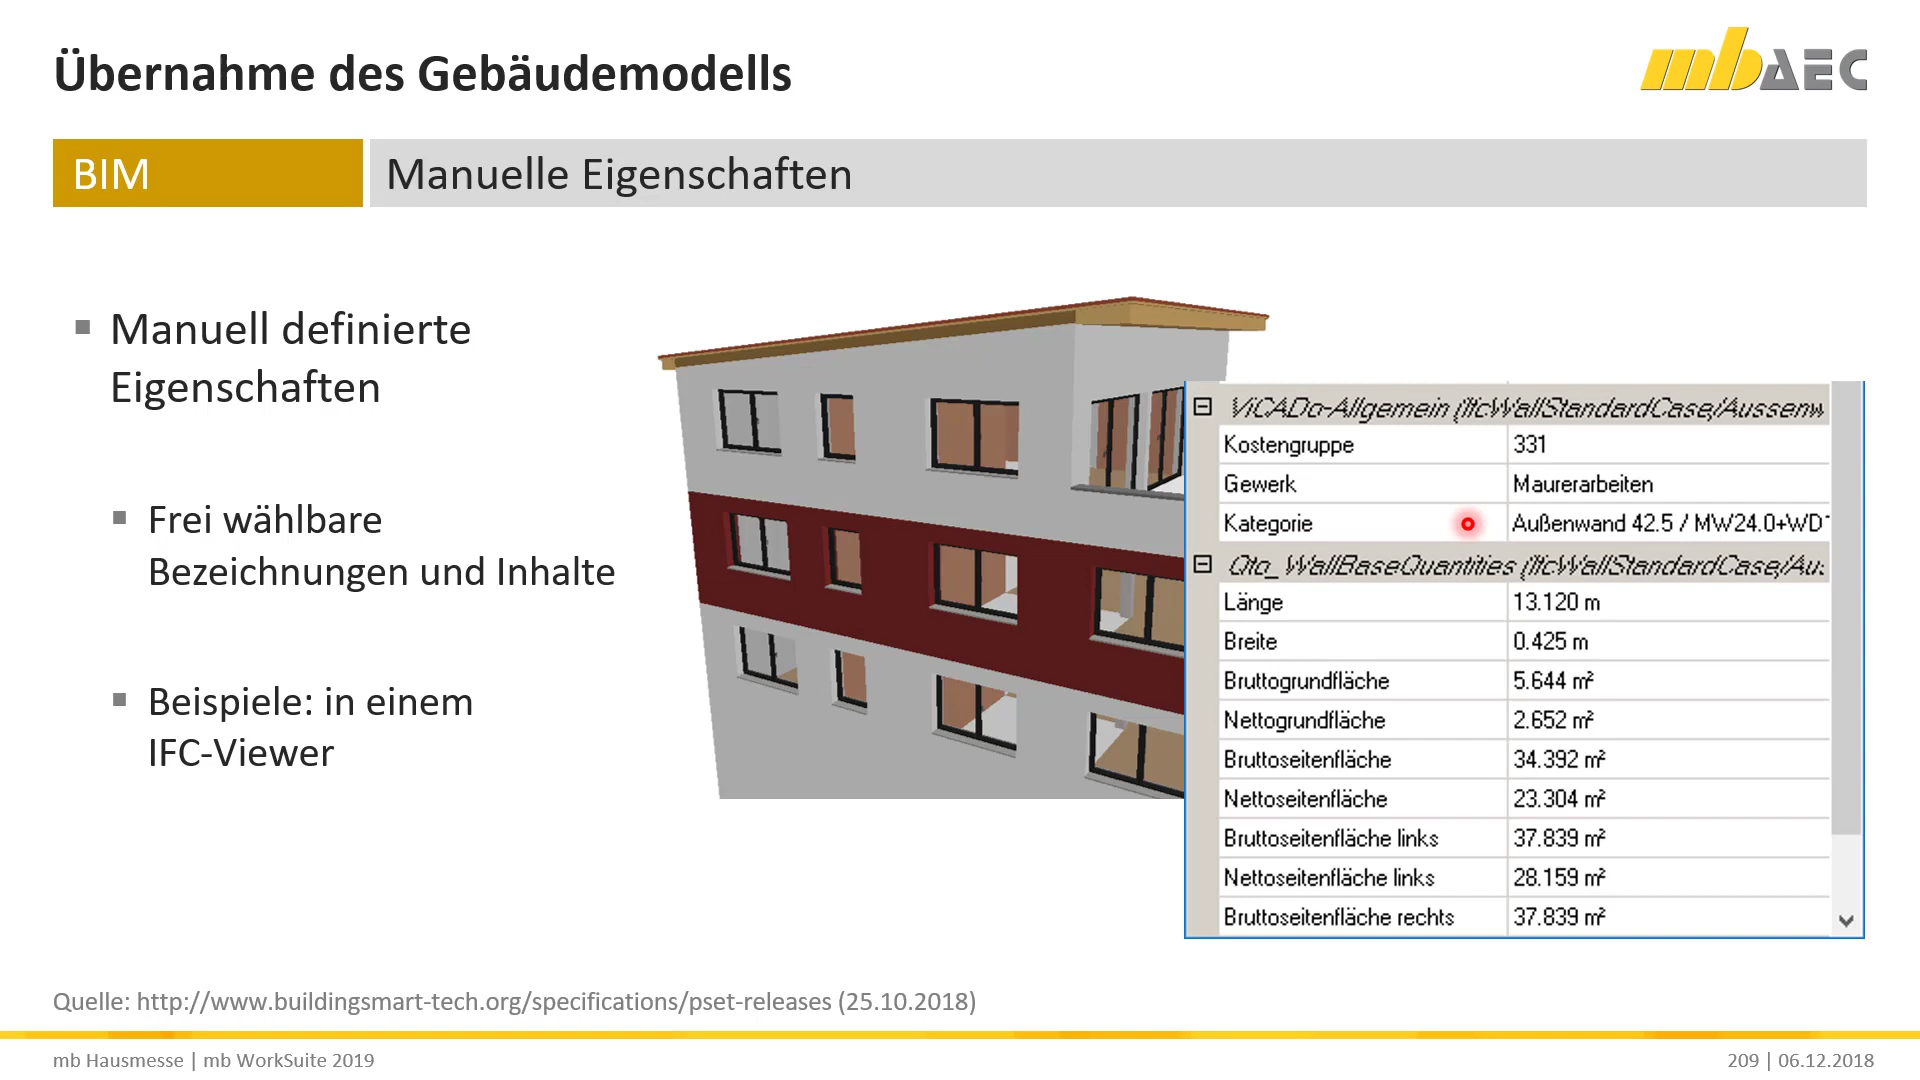 Übernahme des Gebäudemodells
mbAEC
BIM
Manuelle Eigenschaften
Manuell definierte
Eigenschaften
Frei wählbare
Bezeichnungen und Inhalte
Beispiele: in einem
IFC-Viewer
ViCADo-Allgemein (IfcWallStandardCase/Aussenw
Kostengruppe 331
Gewerk Maurerarbeiten
Kategorie Außenwand 42.5 / MW24.0+WD
Qto_WallBaseQuantities (IfcWallStandardCase/Au
Länge 13.120 m
Breite 0.425 m
Bruttogrundfläche 5.644 m²
Nettogrundfläche 2.652 m²
Bruttoseitenfläche 34.392 m²
Nettoseitenfläche 23.304 m²
Bruttoseitenfläche links 37.839 m²
Nettoseitenfläche links 28.159 m²
Bruttoseitenfläche rechts 37.839 m²
Quelle: http://www.buildingsmart-tech.org/specifications/pset-releases (25.10.2018)
mb Hausmesse | mb WorkSuite 2019
209 | 06.12.2018